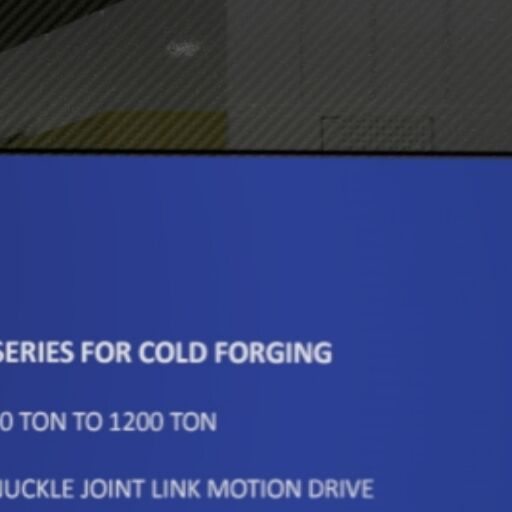 SERIES FOR COLD FORGING
0 TON TO 1200 TON
NUCKLE JOINT LINK MOTION DRIVE